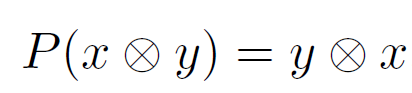 P(x ⊗ y) = y ⊗ x